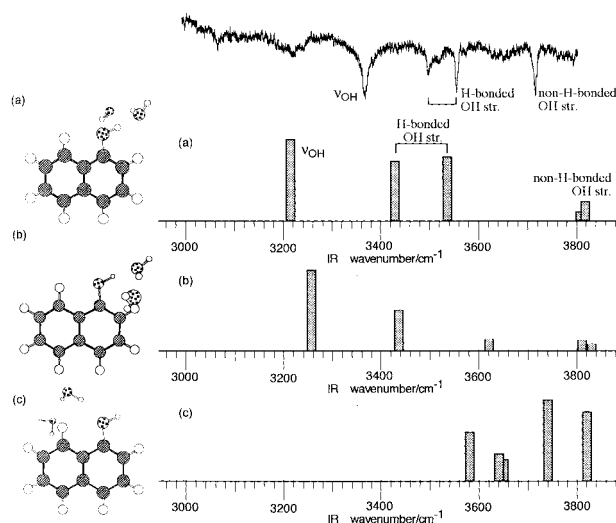 νOH
H-bonded
OH str.
non-H-bonded
OH str.
(a)
(a)
νOH
H-bonded
OH str.
non-H-bonded
OH str.
3000 3200 3400 3600 3800
IR wavenumber/cm-1
(b)
(b)
3000 3200 3400 3600 3800
IR wavenumber/cm-1
(c)
(c)
3000 3200 3400 3600 3800
IR wavenumber/cm-1